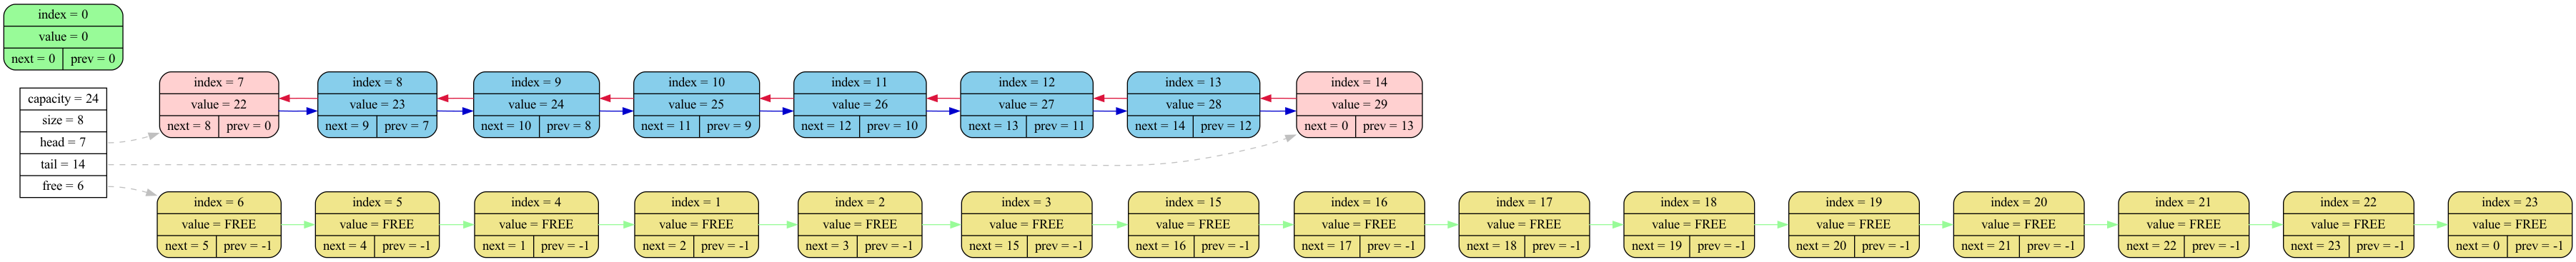 index = 0
value = 0
next = 0 prev = 0
capacity = 24
size = 8
head = 7
tail = 14
free = 6
index = 7
value = 22
next = 8 prev = 0
index = 8
value = 23
next = 9 prev = 7
index = 9
value = 24
next = 10 prev = 8
index = 10
value = 25
next = 11 prev = 9
index = 11
value = 26
next = 12 prev = 10
index = 12
value = 27
next = 13 prev = 11
index = 13
value = 28
next = 14 prev = 12
index = 14
value = 29
next = 0 prev = 13
index = 6
value = FREE
next = 5 prev = -1
index = 5
value = FREE
next = 4 prev = -1
index = 4
value = FREE
next = 1 prev = -1
index = 1
value = FREE
next = 2 prev = -1
index = 2
value = FREE
next = 3 prev = -1
index = 3
value = FREE
next = 15 prev = -1
index = 15
value = FREE
next = 16 prev = -1
index = 16
value = FREE
next = 17 prev = -1
index = 17
value = FREE
next = 18 prev = -1
index = 18
value = FREE
next = 19 prev = -1
index = 19
value = FREE
next = 20 prev = -1
index = 20
value = FREE
next = 21 prev = -1
index = 21
value = FREE
next = 22 prev = -1
index = 22
value = FREE
next = 23 prev = -1
index = 23
value = FREE
next = 0 prev = -1